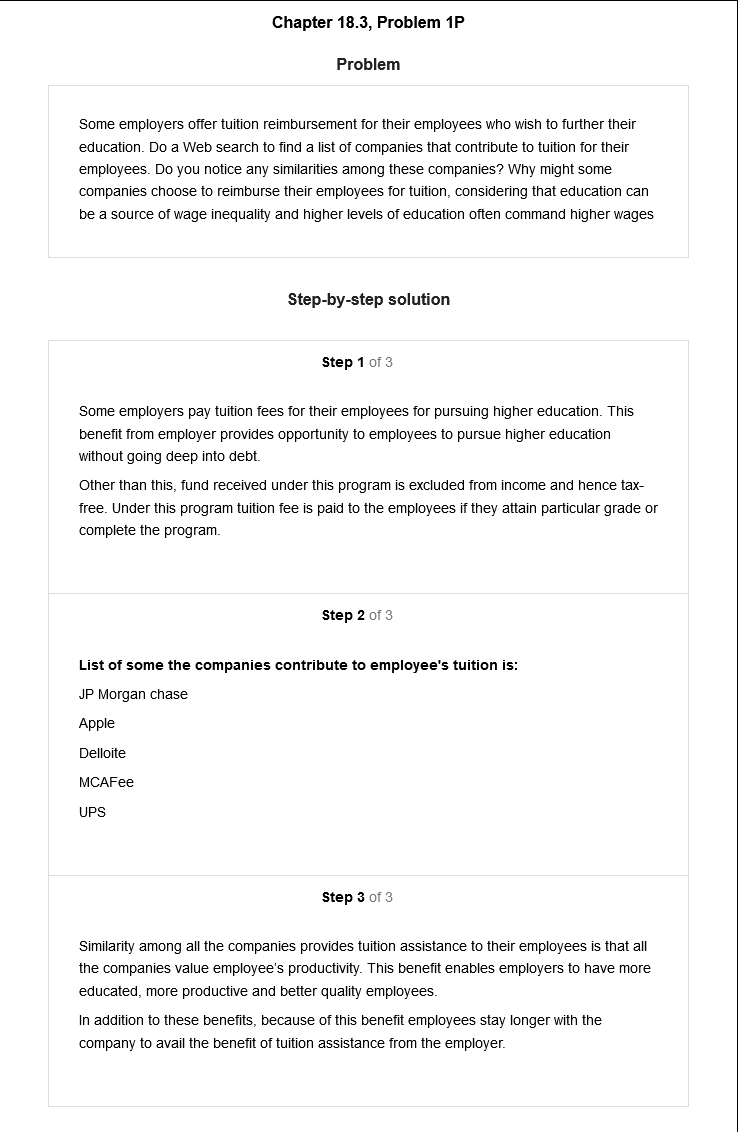 Chapter 18.3, Problem 1P
Problem
Some employers offer tuition reimbursement for their employees who wish to further their
education. Do a Web search to find a list of companies that contribute to tuition for their
employees. Do you notice any similarities among these companies? Why might some
companies choose to reimburse their employees for tuition, considering that education can
be a source of wage inequality and higher levels of education often command higher wages
Step-by-step solution
Step 1 of 3
Some employers pay tuition fees for their employees for pursuing higher education. This
benefit from employer provides opportunity to employees to pursue higher education
without going deep into debt.
Other than this, fund received under this program is excluded from income and hence tax-
free. Under this program tuition fee is paid to the employees if they attain particular grade or
complete the program.
Step 2 of 3
List of some the companies contribute to employee's tuition is:
JP Morgan chase
Apple
Delloite
MCAFee
UPS
Step 3 of 3
Similarity among all the companies provides tuition assistance to their employees is that all
the companies value employee's productivity. This benefit enables employers to have more
educated, more productive and better quality employees.
In addition to these benefits, because of this benefit employees stay longer with the
company to avail the benefit of tuition assistance from the employer.